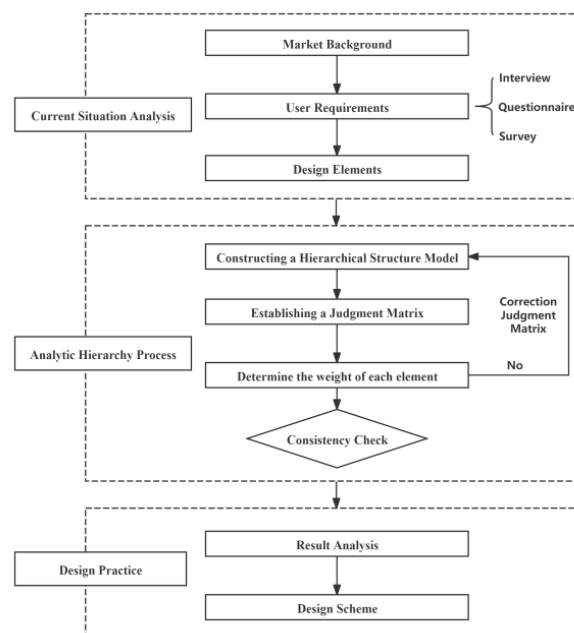 Market Background
Interview
Current Situation Analysis
User Requirements
Questionnaire
Survey
Design Elements
Constructing a Hierarchical Structure Model
Correction
Judgment
Matrix
Establishing a Judgment Matrix
Analytic Hierarchy Process
Determine the weight of each element
No
Consistency Check
Result Analysis
Design Practice
Design Scheme